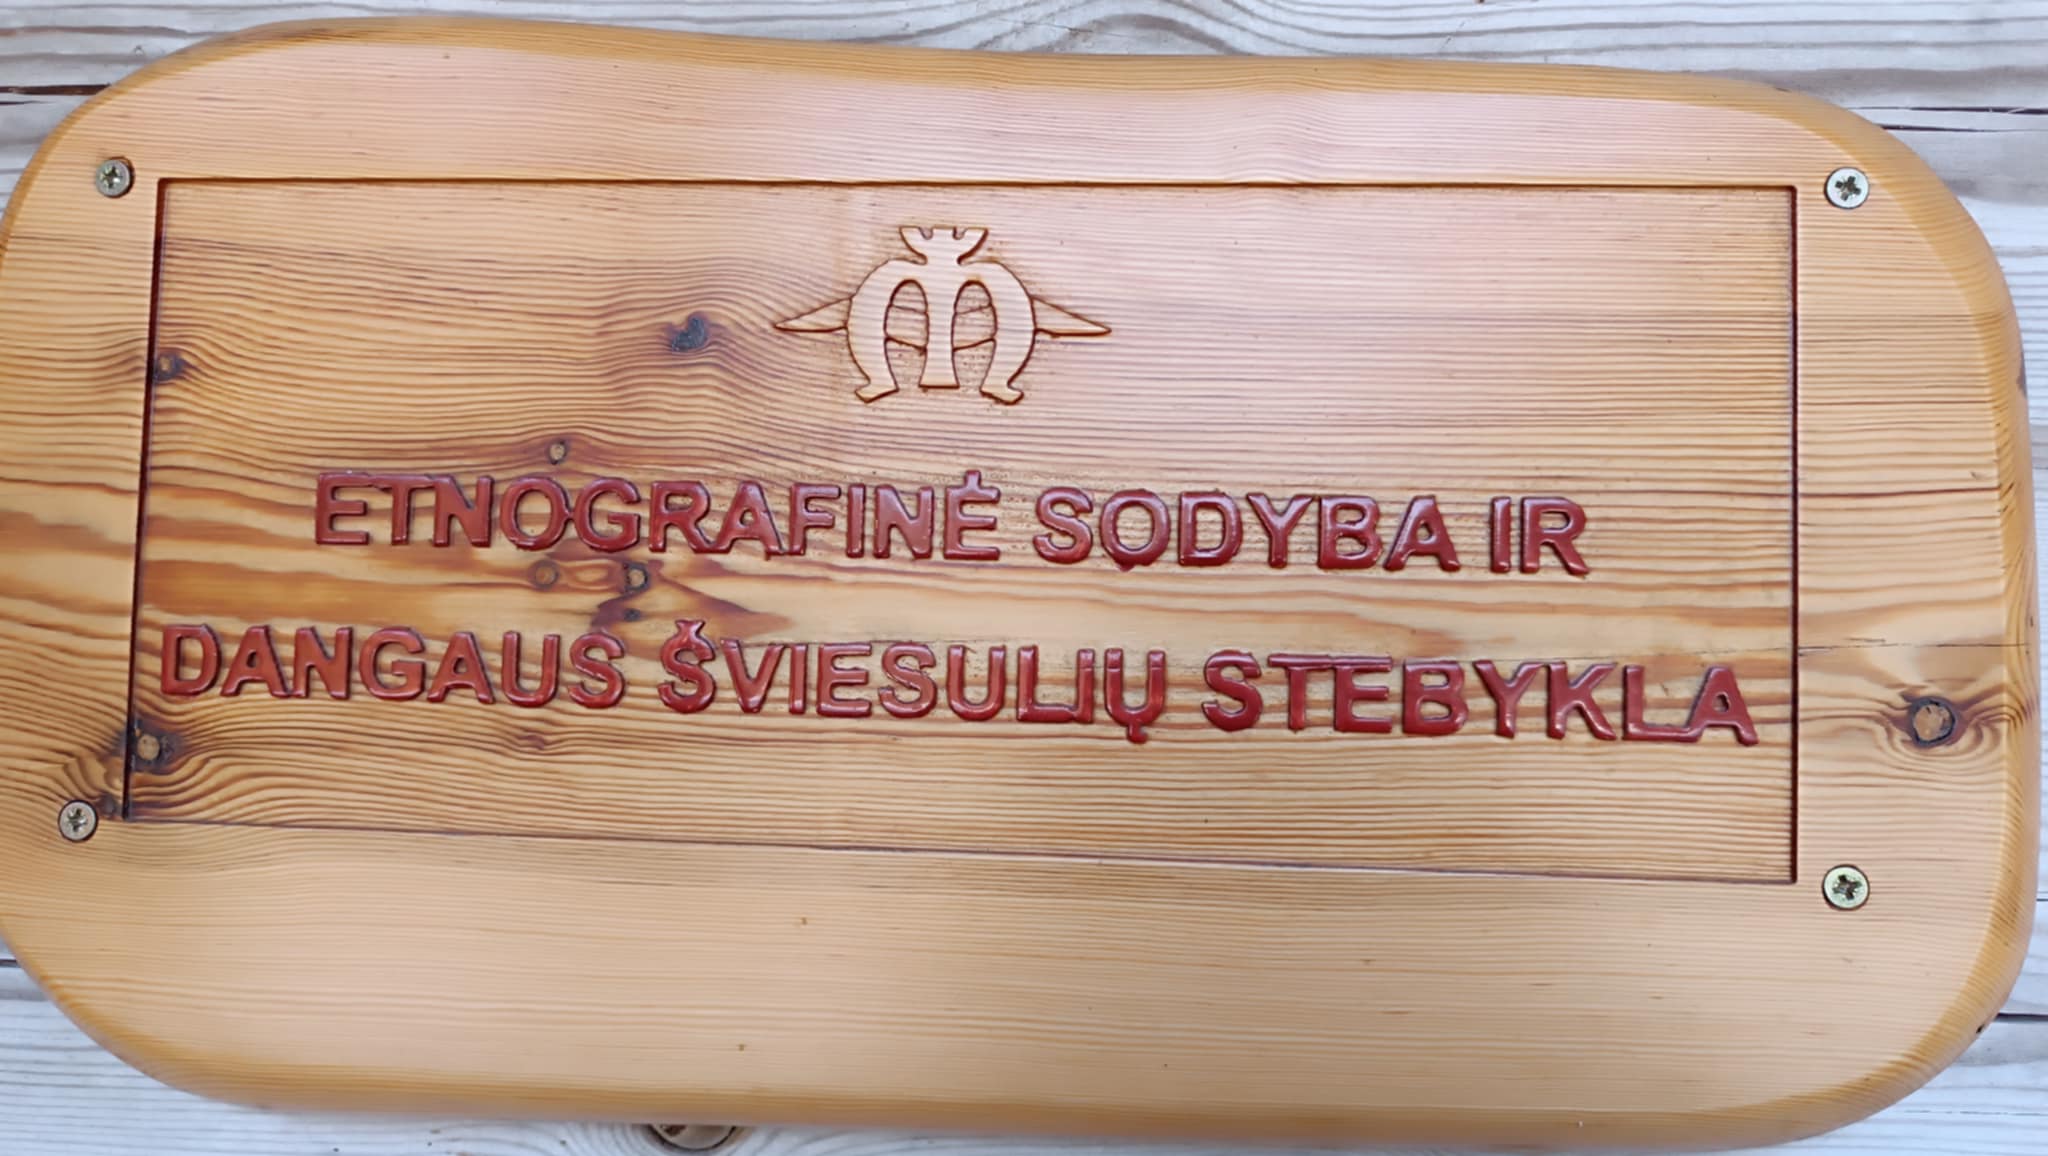 ETNOGRAFINĖ SODYBA IR
DANGAUS ŠVIESULIŲ STEBYKLA